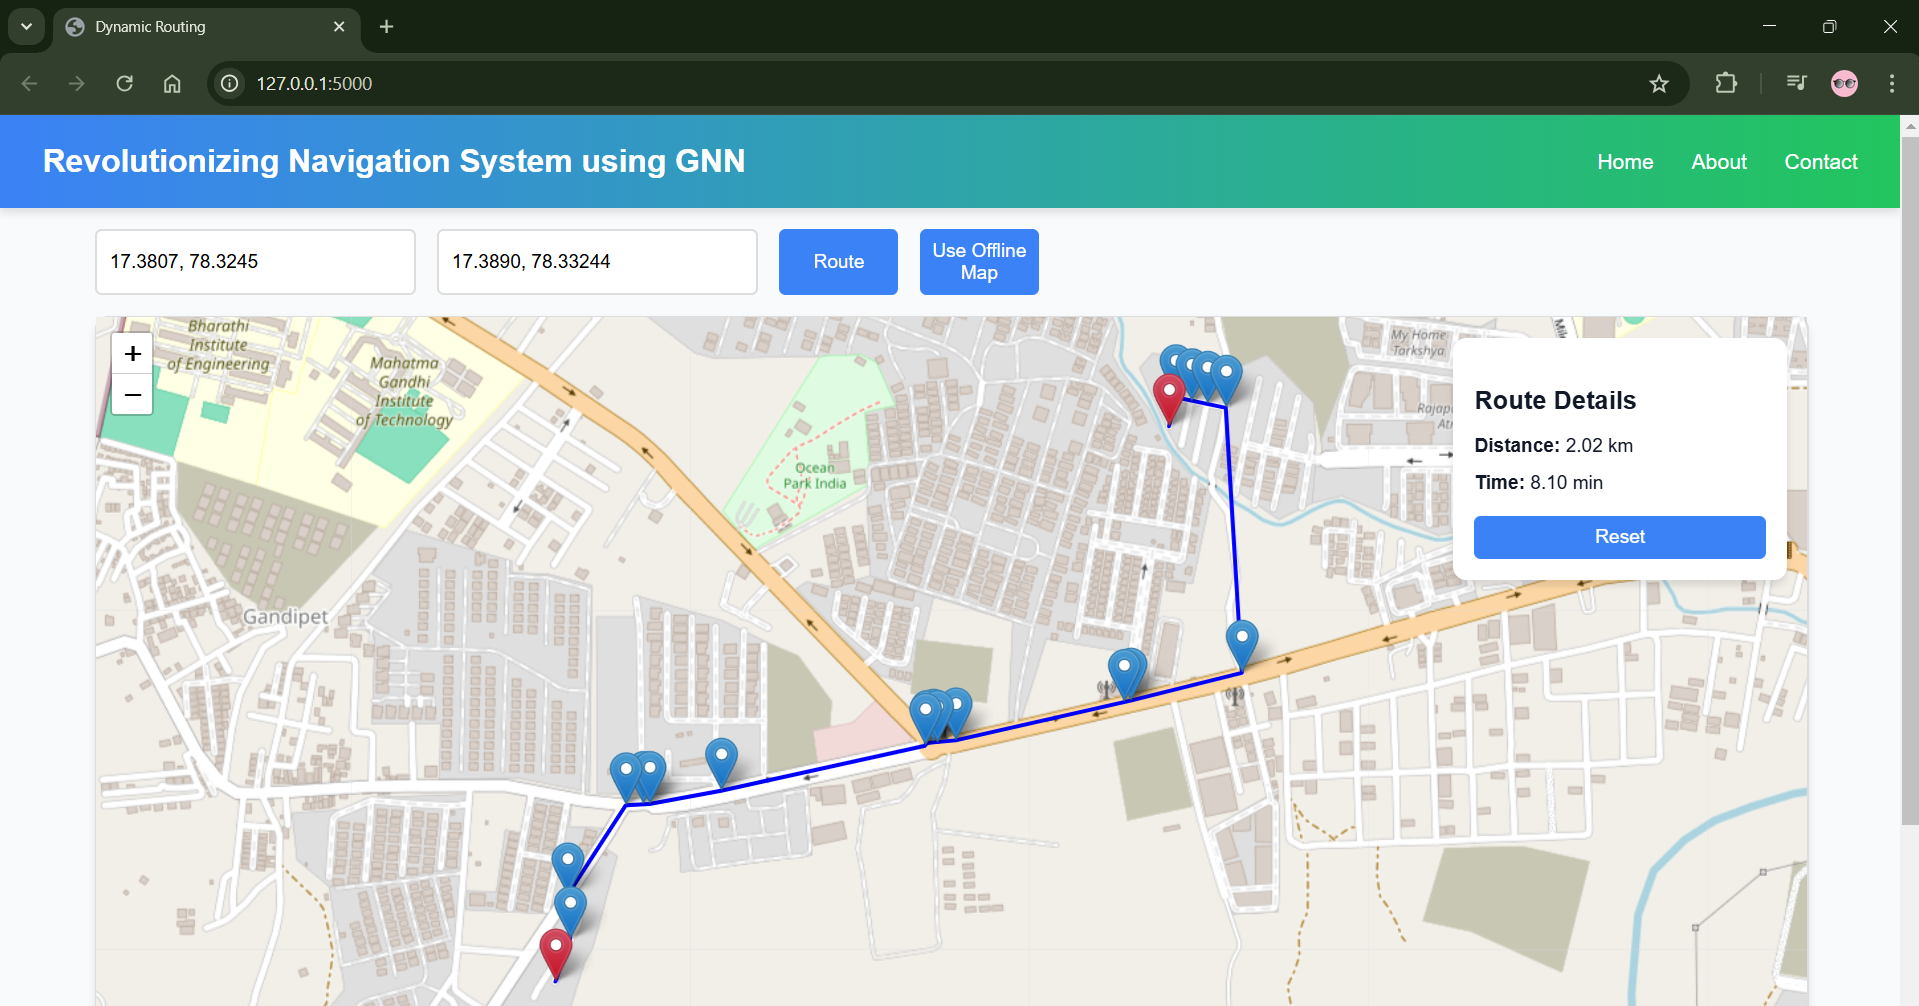 Dynamic Routing
127.0.0.1:5000
Revolutionizing Navigation System using GNN
Home
About
Contact
17.3807, 78.3245
17.3890, 78.33244
Route
Use Offline
Map
+
−
Bharathi
Institute
of Engineering
Mahatma
Gandhi
Institute
of Technology
Ocean
Park India
Gandipet
My Home
Tarkshya
Route Details
Distance: 2.02 km
Time: 8.10 min
Reset